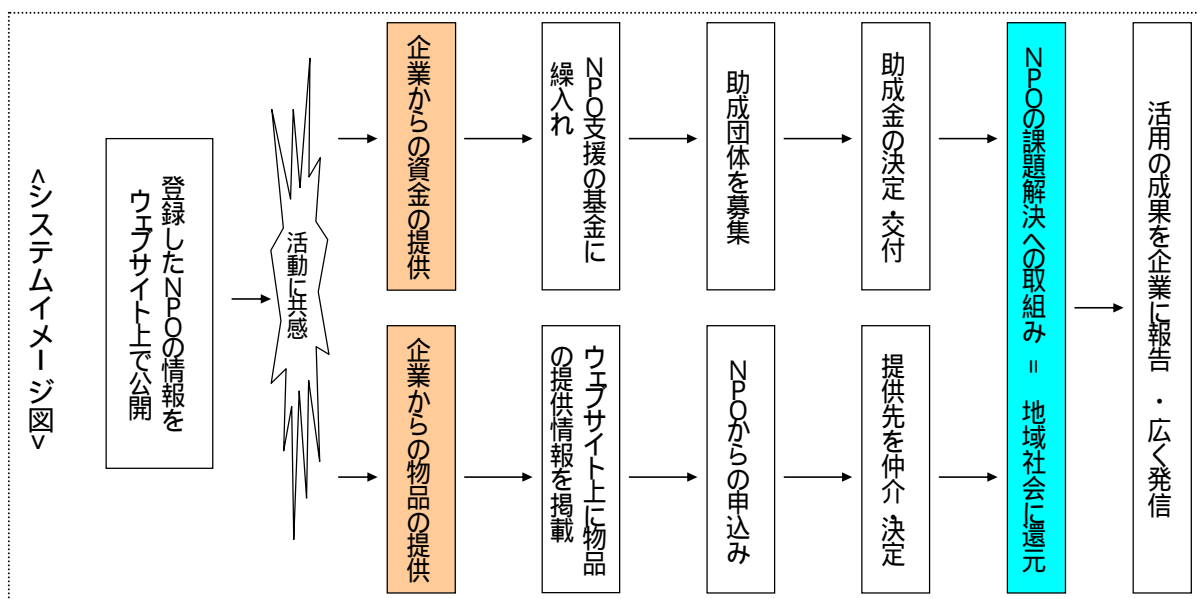 <システムイメージ図>
登録したNPOの情報を
ウェブサイト上で公開
活動に共感
企業からの資金の提供
NPO支援の基金に
繰入れ
助成団体を募集
助成金の決定・交付
企業からの物品の提供
ウェブサイト上に物品
の提供情報を掲載
NPOからの申込み
提供先を仲介・決定
NPOの課題解決への取組み = 地域社会に還元
活用の成果を企業に報告・広く発信